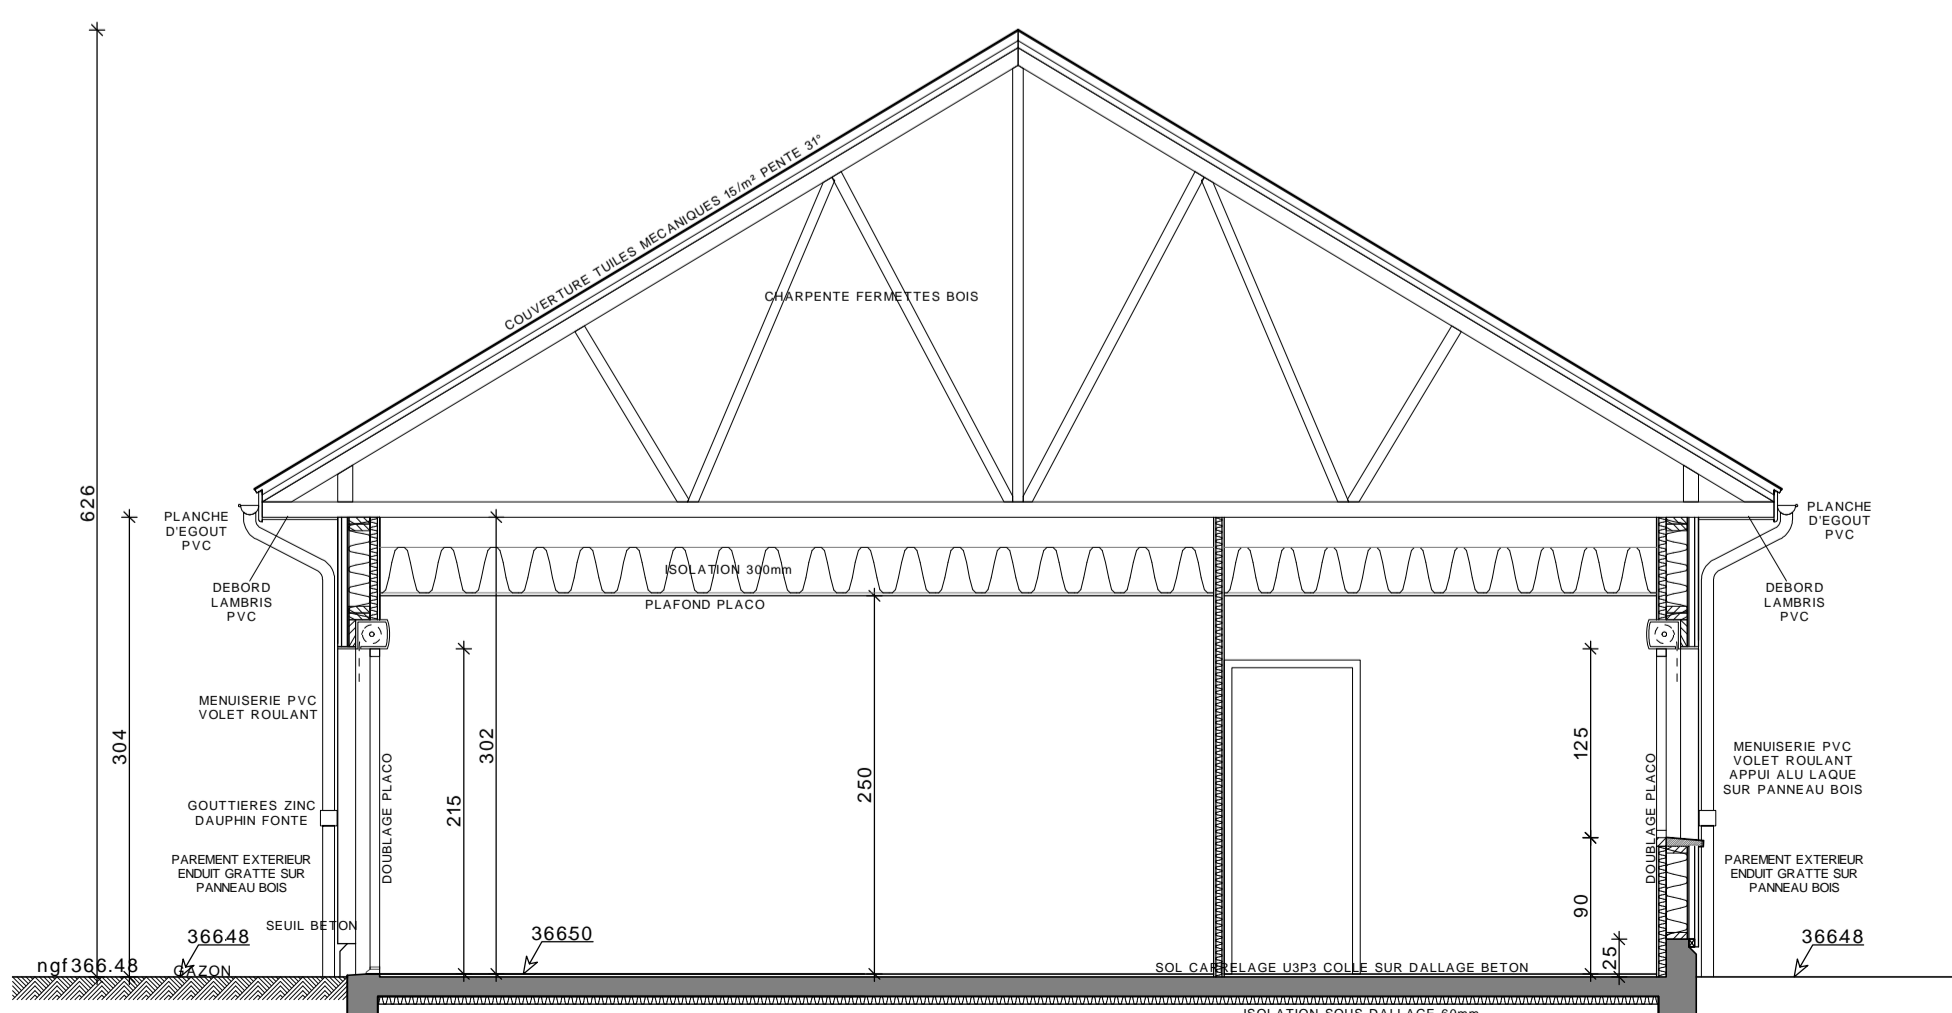 COUVERTURE TUILES MECANIQUES 15/m² PENTE 31°
CHARPENTE FERMETTES BOIS
626
PLANCHE
D'EGOUT
PVC
PLANCHE
D'EGOUT
PVC
ISOLATION 300mm
PLAFOND PLACO
DEBORD
LAMBRIS
PVC
DEBORD
LAMBRIS
PVC
MENUISERIE PVC
VOLET ROULANT
304
302
215
250
125
DOUBLAGE PLACO
DOUBLAGE PLACO
MENUISERIE PVC
VOLET ROULANT
APPUI ALU LAQUE
SUR PANNEAU BOIS
GOUTTIERES ZINC
DAUPHIN FONTE
PAREMENT EXTERIEUR
ENDUIT GRATTE SUR
PANNEAU BOIS
PAREMENT EXTERIEUR
ENDUIT GRATTE SUR
PANNEAU BOIS
90
SEUIL BETON
36648
36650
36648
25
ngf366.48
GAZON
SOL CARRELAGE U3P3 COLLE SUR DALLAGE BETON
ISOLATION SOUS DALLAGE 60mm